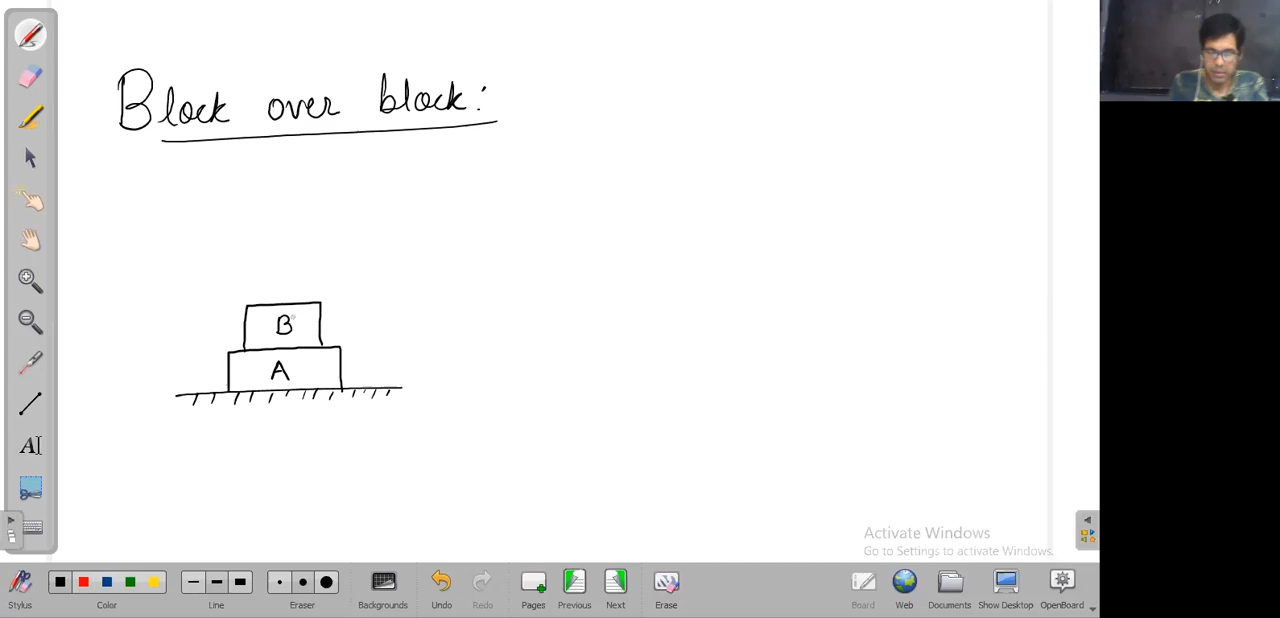 Block over block:
B
A
Activate Windows
Go to Settings to activate Windows.
Stylus Color Line Eraser Backgrounds Undo Redo Pages Previous Next Erase Board Web Documents Show Desktop OpenBoard